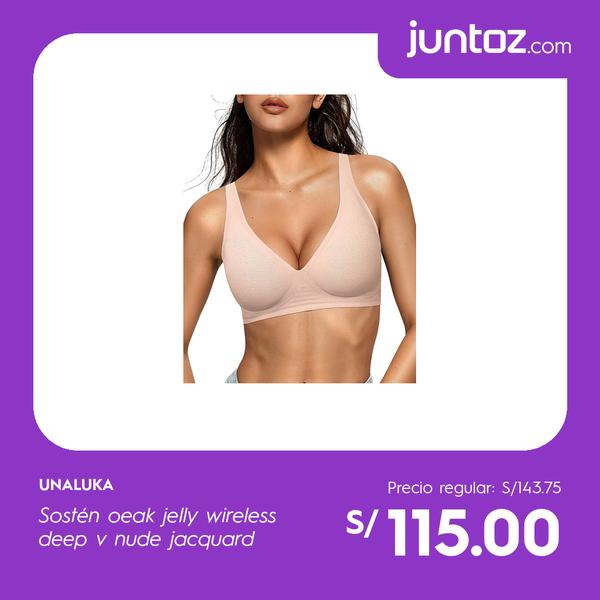 juntoz.com
UNALUKA
Sostén oeak jelly wireless
deep v nude jacquard
Precio regular: S/143.75
S/115.00